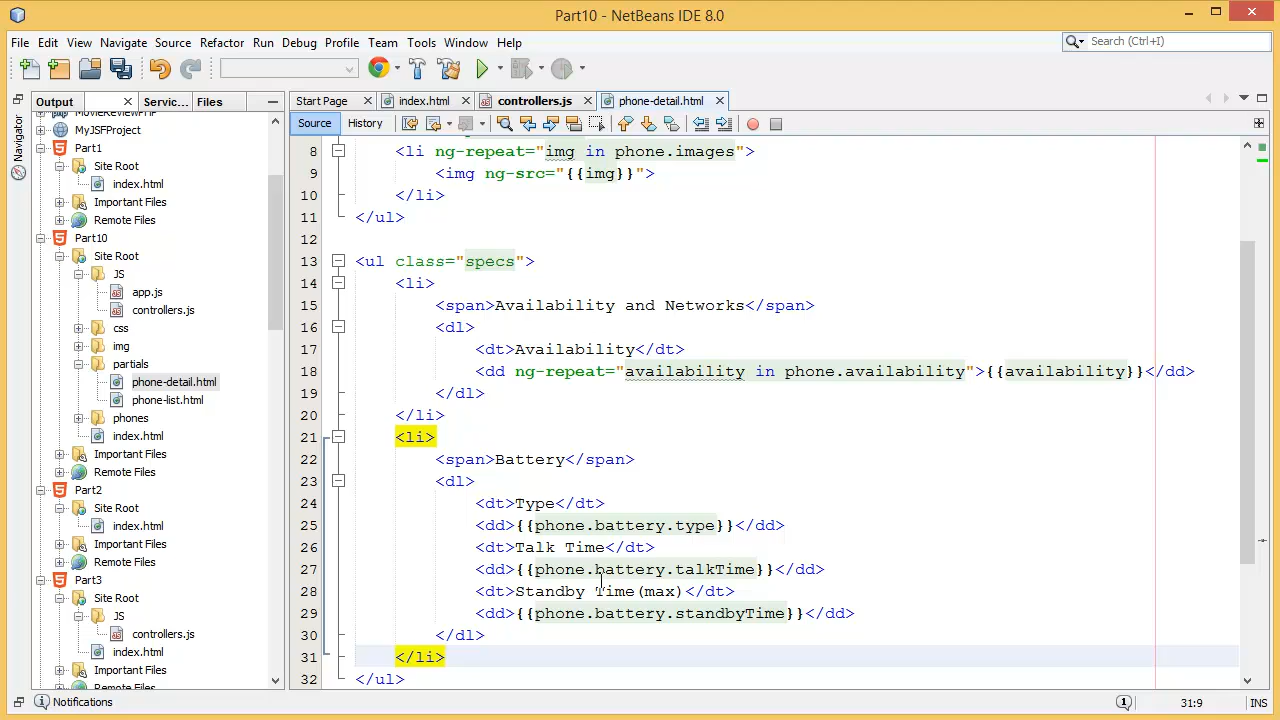 Part10 - NetBeans IDE 8.0
File Edit View Navigate Source Refactor Run Debug Profile Team Tools Window Help
Search (Ctrl+I)
Output Servic... Files
Start Page index.html controllers.js phone-detail.html
Source History
Navigator
MyJSFProject
Part1
Site Root
index.html
Important Files
Remote Files
Part10
Site Root
JS
app.js
controllers.js
css
img
partials
phone-detail.html
phone-list.html
phones
index.html
Important Files
Remote Files
Part2
Site Root
index.html
Important Files
Remote Files
Part3
Site Root
JS
controllers.js
index.html
Important Files
Remote Files
8 <li ng-repeat="img in phone.images">
9 <img ng-src="{{img}}">
10 </li>
11 </ul>
12
13 <ul class="specs">
14 <li>
15 <span>Availability and Networks</span>
16 <dl>
17 <dt>Availability</dt>
18 <dd ng-repeat="availability in phone.availability">{{availability}}</dd>
19 </dl>
20 </li>
21 <li>
22 <span>Battery</span>
23 <dl>
24 <dt>Type</dt>
25 <dd>{{phone.battery.type}}</dd>
26 <dt>Talk Time</dt>
27 <dd>{{phone.battery.talkTime}}</dd>
28 <dt>Standby Time(max)</dt>
29 <dd>{{phone.battery.standbyTime}}</dd>
30 </dl>
31 </li>
32 </ul>
Notifications
1
31:9
INS